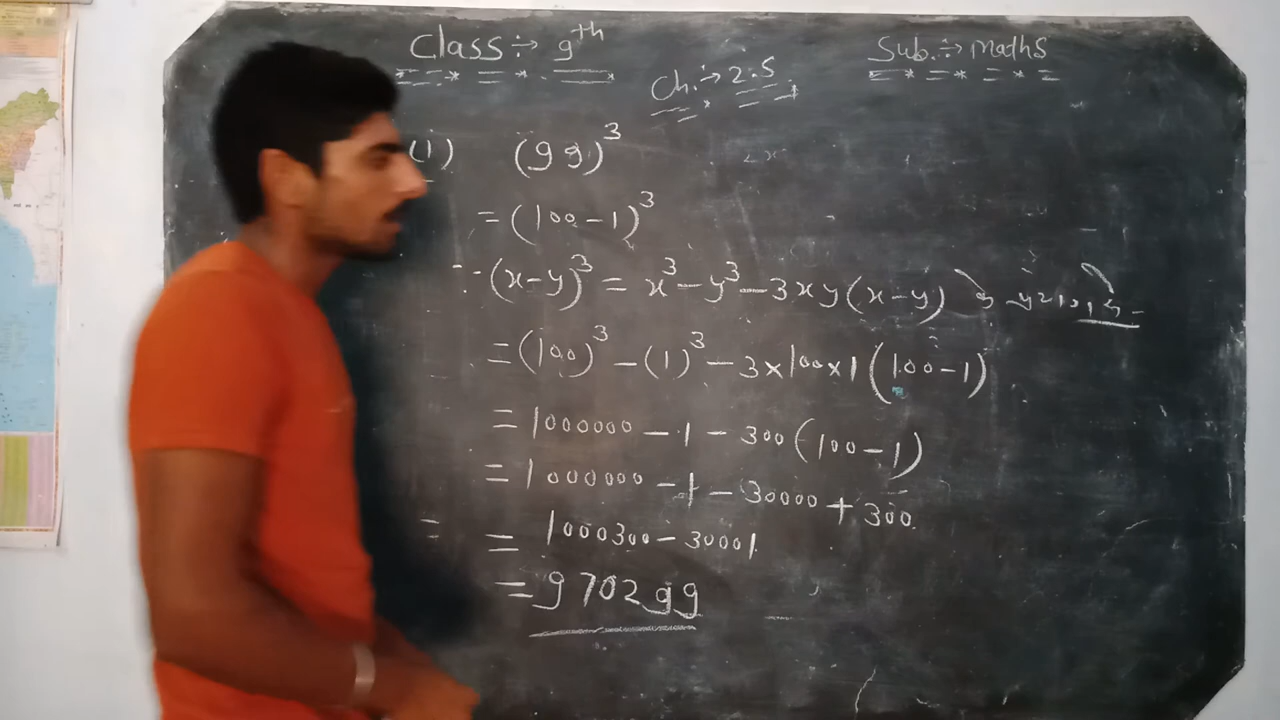 Class÷ 9th
Sub.÷ Maths
Ch.÷ 2.5
(1) (99)³
= (100-1)³
∵ (x-y)³ = x³-y³-3xy(x-y)
= (100)³ - (1)³ - 3×100×1(100-1)
= 1000000 - 1 - 300(100-1)
= 1000000 - 1 - 30000 + 300.
=
= 1000300 - 30001
= 970299